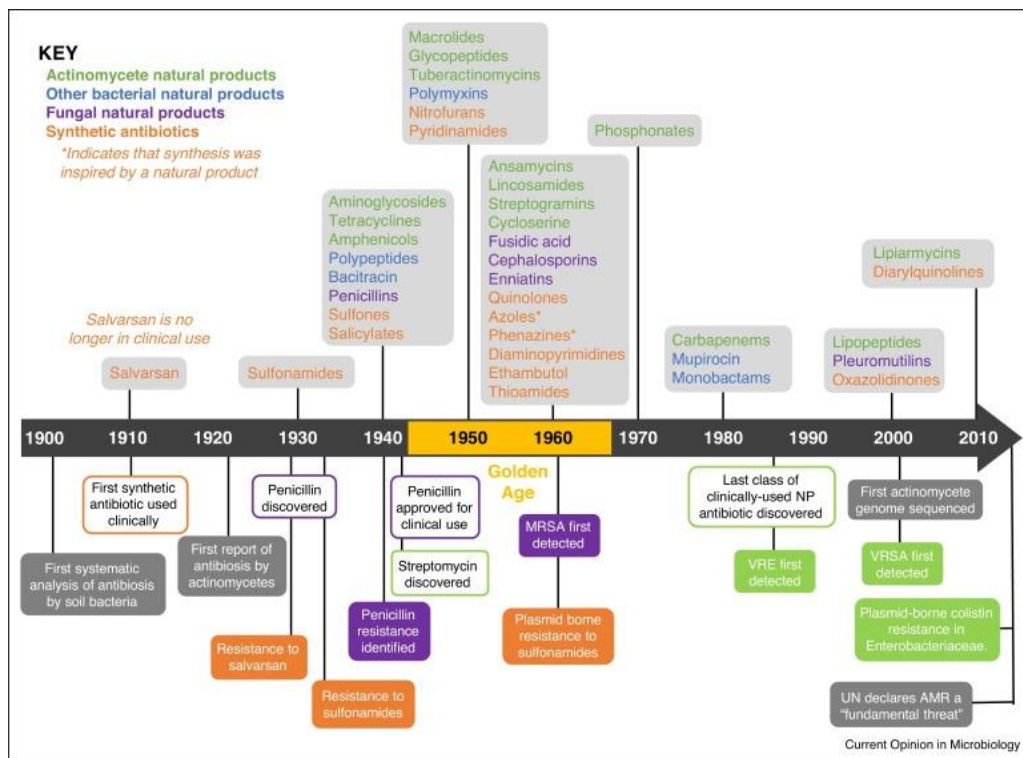 KEY
Actinomycete natural products
Other bacterial natural products
Fungal natural products
Synthetic antibiotics
*Indicates that synthesis was
inspired by a natural product
Macrolides
Glycopeptides
Tuberactinomycins
Polymyxins
Nitrofurans
Pyridinamides
Phosphonates
Aminoglycosides
Tetracyclines
Amphenicols
Polypeptides
Bacitracin
Penicillins
Sulfones
Salicylates
Ansamycins
Lincosamides
Streptogramins
Cycloserine
Fusidic acid
Cephalosporins
Enniatins
Quinolones
Azoles*
Phenazines*
Diaminopyrimidines
Ethambutol
Thioamides
Lipiarmycins
Diarylquinolines
Salvarsan is no
longer in clinical use
Salvarsan
Sulfonamides
Carbapenems
Mupirocin
Monobactams
Lipopeptides
Pleuromutilins
Oxazolidinones
1900 1910 1920 1930 1940 1950 1960 1970 1980 1990 2000 2010
Golden
Age
First synthetic
antibiotic used
clinically
Penicillin
discovered
Penicillin
approved for
clinical use
MRSA first
detected
Last class of
clinically-used NP
antibiotic discovered
First actinomycete
genome sequenced
First systematic
analysis of antibiosis
by soil bacteria
First report of
antibiosis by
actinomycetes
Streptomycin
discovered
VRE first
detected
VRSA first
detected
Resistance to
salvarsan
Penicillin
resistance
identified
Plasmid borne
resistance to
sulfonamides
Plasmid-borne colistin
resistance in
Enterobacteriaceae.
Resistance to
sulfonamides
UN declares AMR a
“fundamental threat”
Current Opinion in Microbiology